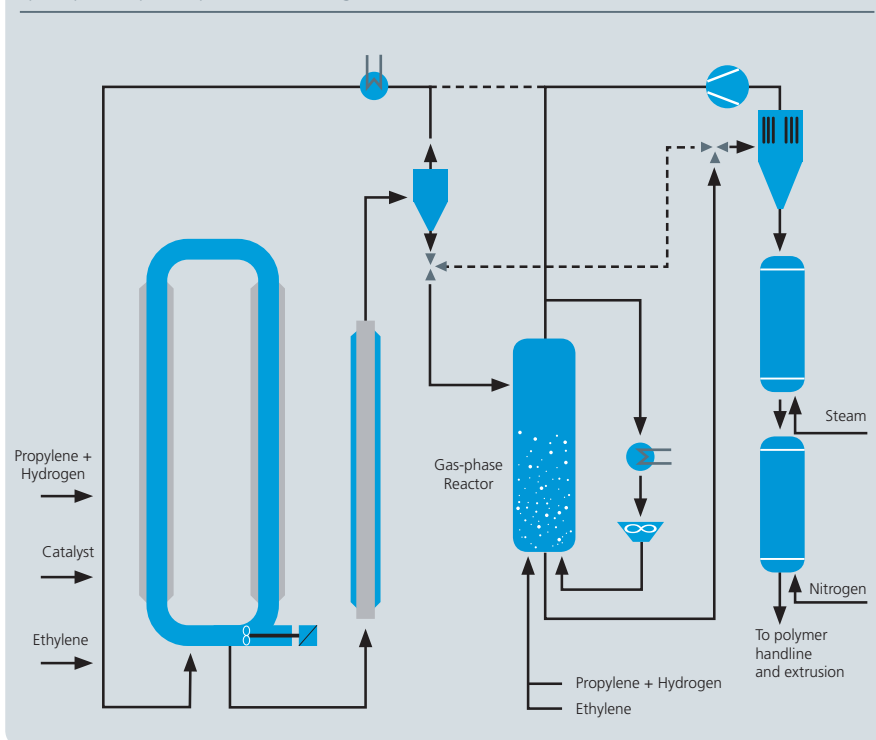 Propylene +
Hydrogen
Catalyst
Ethylene
Gas-phase
Reactor
Propylene + Hydrogen
Ethylene
Steam
Nitrogen
To polymer
handline
and extrusion